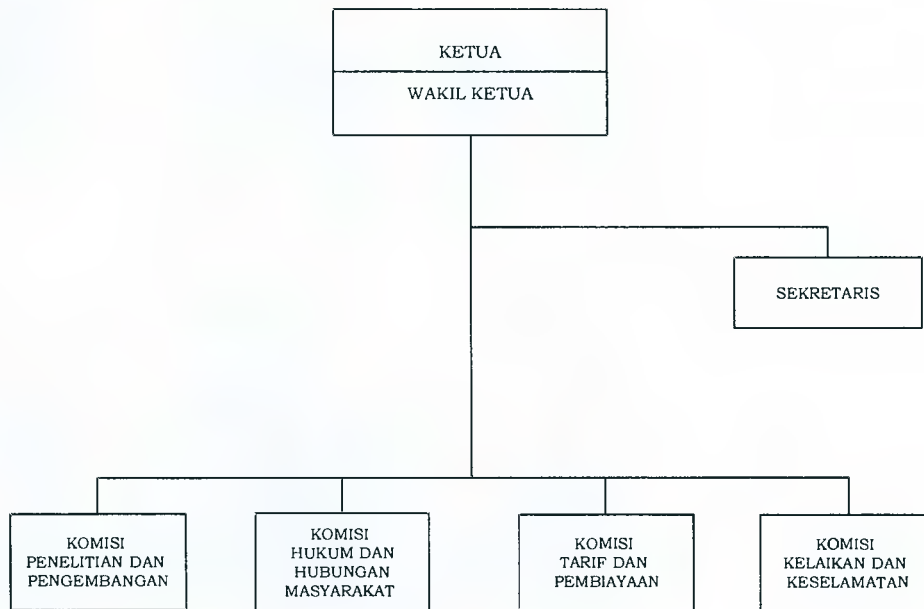 KETUA
WAKIL KETUA
SEKRETARIS
KOMISI
PENELITIAN DAN
PENGEMBANGAN
KOMISI
HUKUM DAN
HUBUNGAN
MASYARAKAT
KOMISI
TARIF DAN
PEMBIAYAAN
KOMISI
KELAIKAN DAN
KESELAMATAN